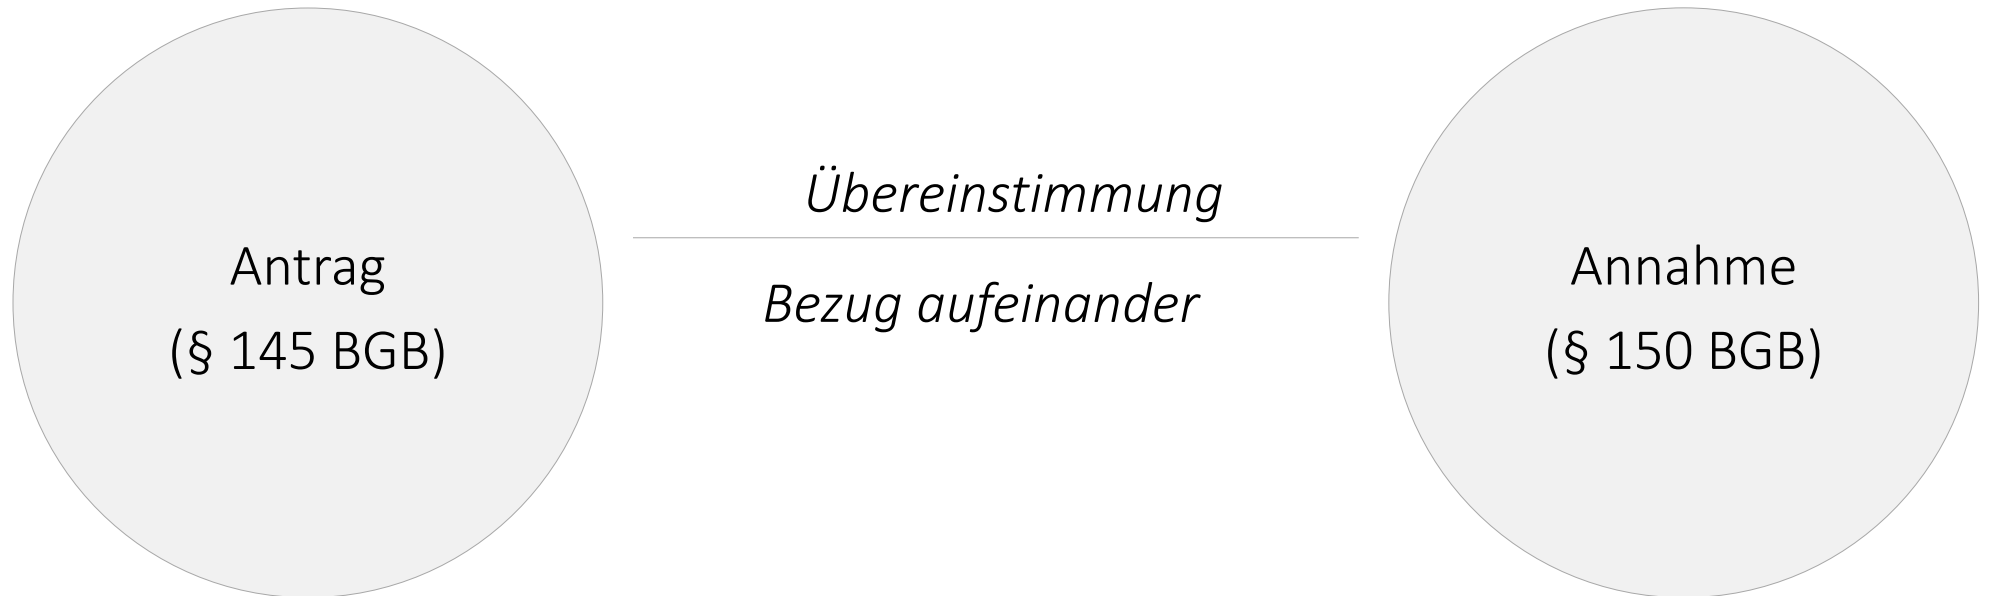 Antrag
(§ 145 BGB)
Übereinstimmung
Bezug aufeinander
Annahme
(§ 150 BGB)